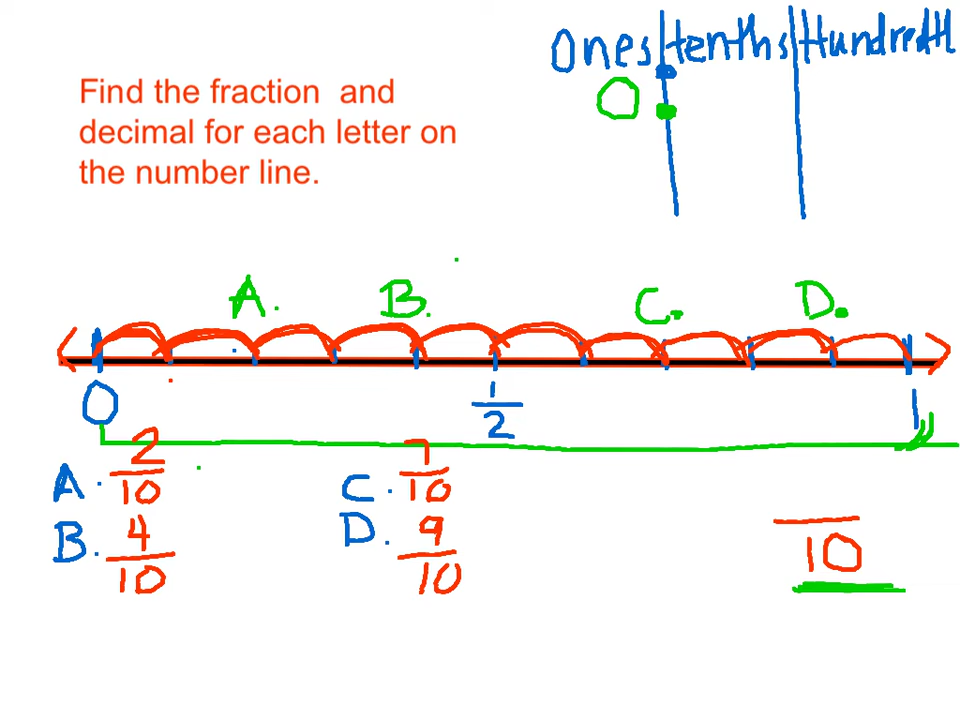 Ones|tenths|Hundredth
0.
Find the fraction and
decimal for each letter on
the number line.
A. B. C. D.
0 1/2 1
A. 2/10 C. 7/10
B. 4/10 D. 9/10
/10